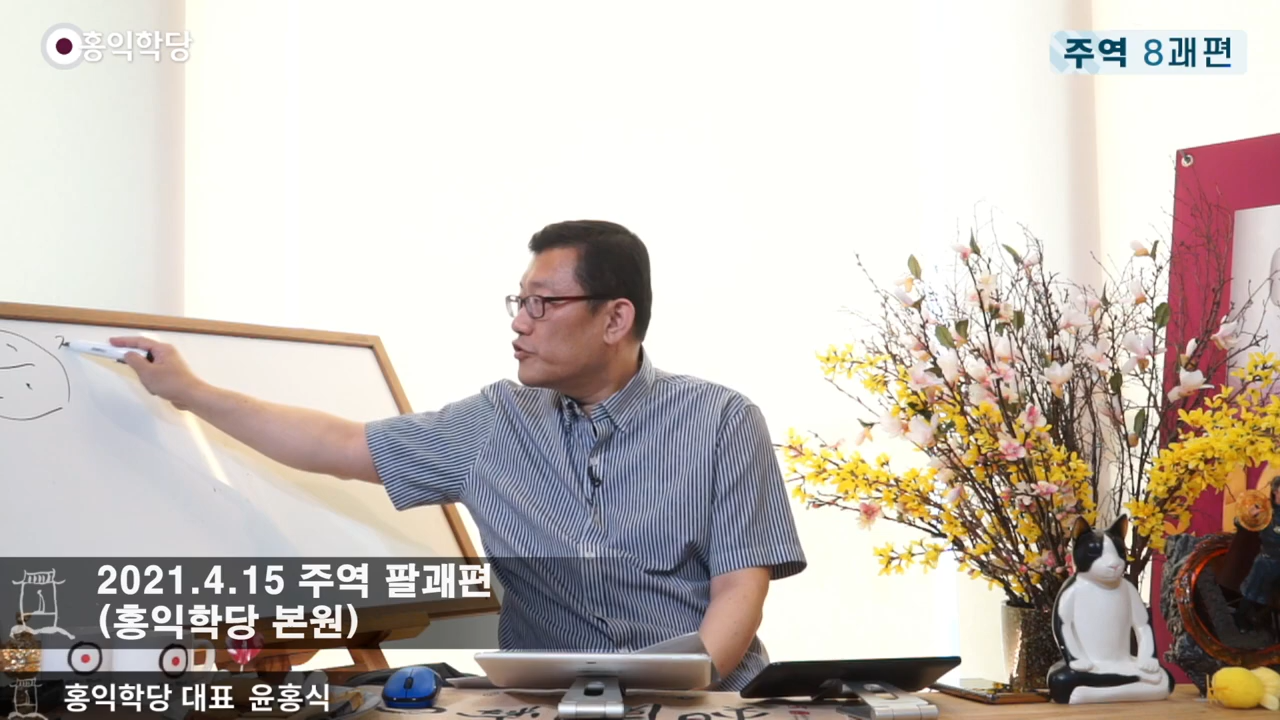 홍익학당
주역 8괘편
2021.4.15 주역 팔괘편
(홍익학당 본원)
홍익학당 대표 윤홍식